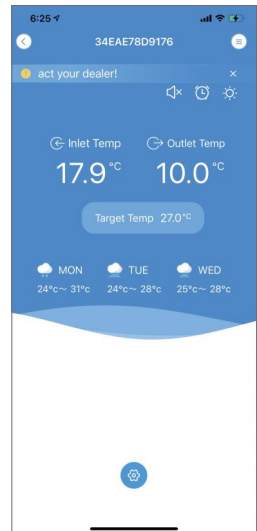 6:25
34EAE78D9176
act your dealer!
Inlet Temp
Outlet Temp
17.9°C
10.0°C
Target Temp 27.0°C
MON
TUE
WED
24°c~ 31°c
24°c~ 28°c
25°c~ 28°c